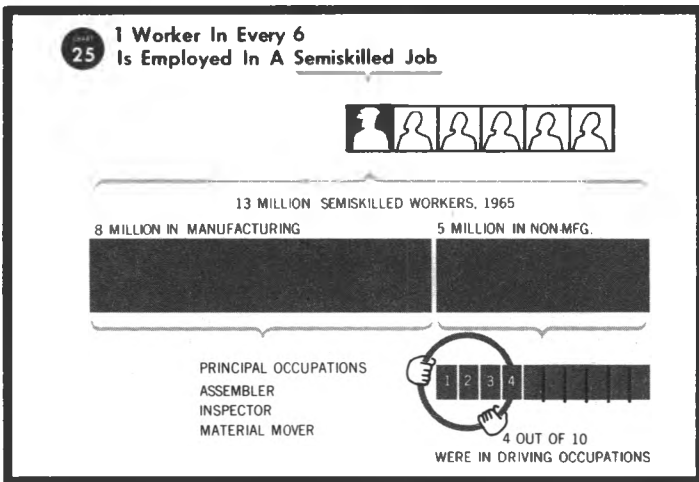 CHART
25
1 Worker In Every 6
Is Employed In A Semiskilled Job
13 MILLION SEMISKILLED WORKERS, 1965
8 MILLION IN MANUFACTURING
5 MILLION IN NON-MFG.
PRINCIPAL OCCUPATIONS
ASSEMBLER
INSPECTOR
MATERIAL MOVER
1 2 3 4
4 OUT OF 10
WERE IN DRIVING OCCUPATIONS